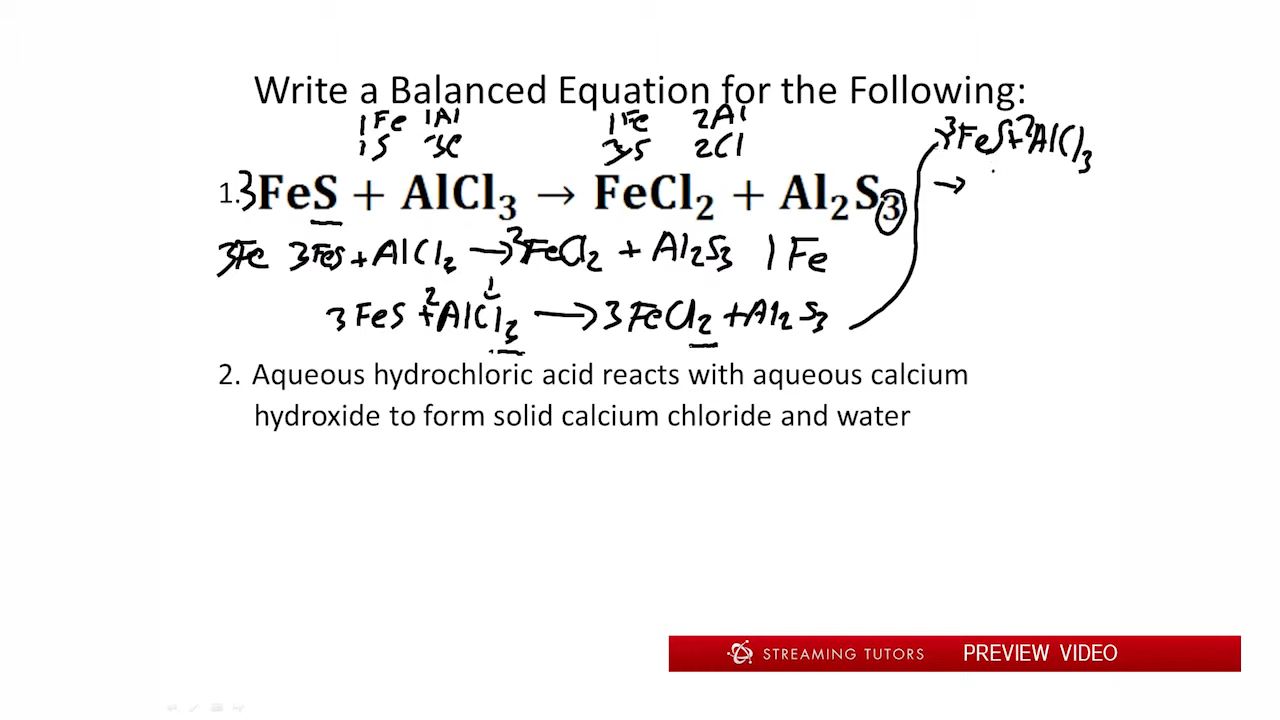 Write a Balanced Equation for the Following:
1Fe 1Al 1Fe 2Al
1S 3Cl 3S 2Cl
3FeS + 2AlCl3
→
1. 3FeS + AlCl3 → FeCl2 + Al2S3
3Fe 3FeS + AlCl2 → 3FeCl2 + Al2S3 1Fe
3FeS + 2AlCl3 → 3FeCl2 + Al2S3
2. Aqueous hydrochloric acid reacts with aqueous calcium
hydroxide to form solid calcium chloride and water
STREAMING TUTORS PREVIEW VIDEO